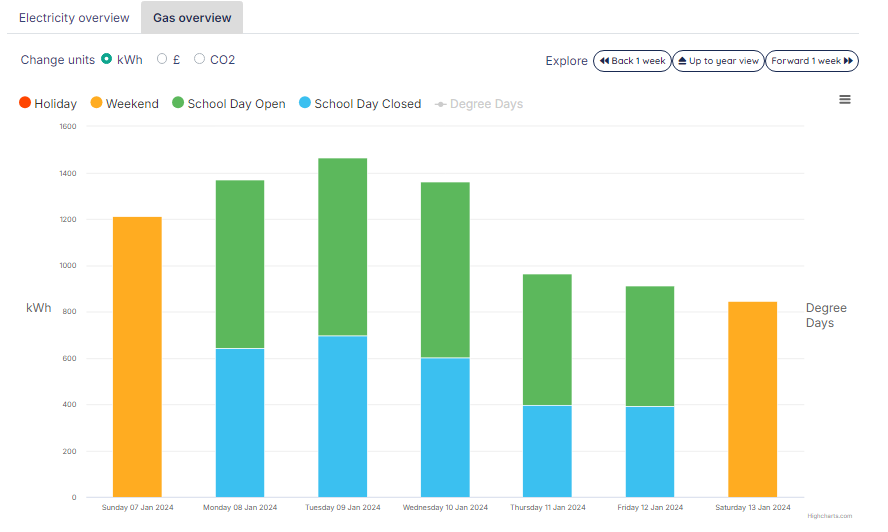 Electricity overview Gas overview
Change units kWh £ CO2 Explore Back 1 week Up to year view Forward 1 week
Holiday Weekend School Day Open School Day Closed Degree Days
1600
1400
1200
1000
800
600
400
200
0
kWh
Degree
Days
Sunday 07 Jan 2024 Monday 08 Jan 2024 Tuesday 09 Jan 2024 Wednesday 10 Jan 2024 Thursday 11 Jan 2024 Friday 12 Jan 2024 Saturday 13 Jan 2024
Highcharts.com